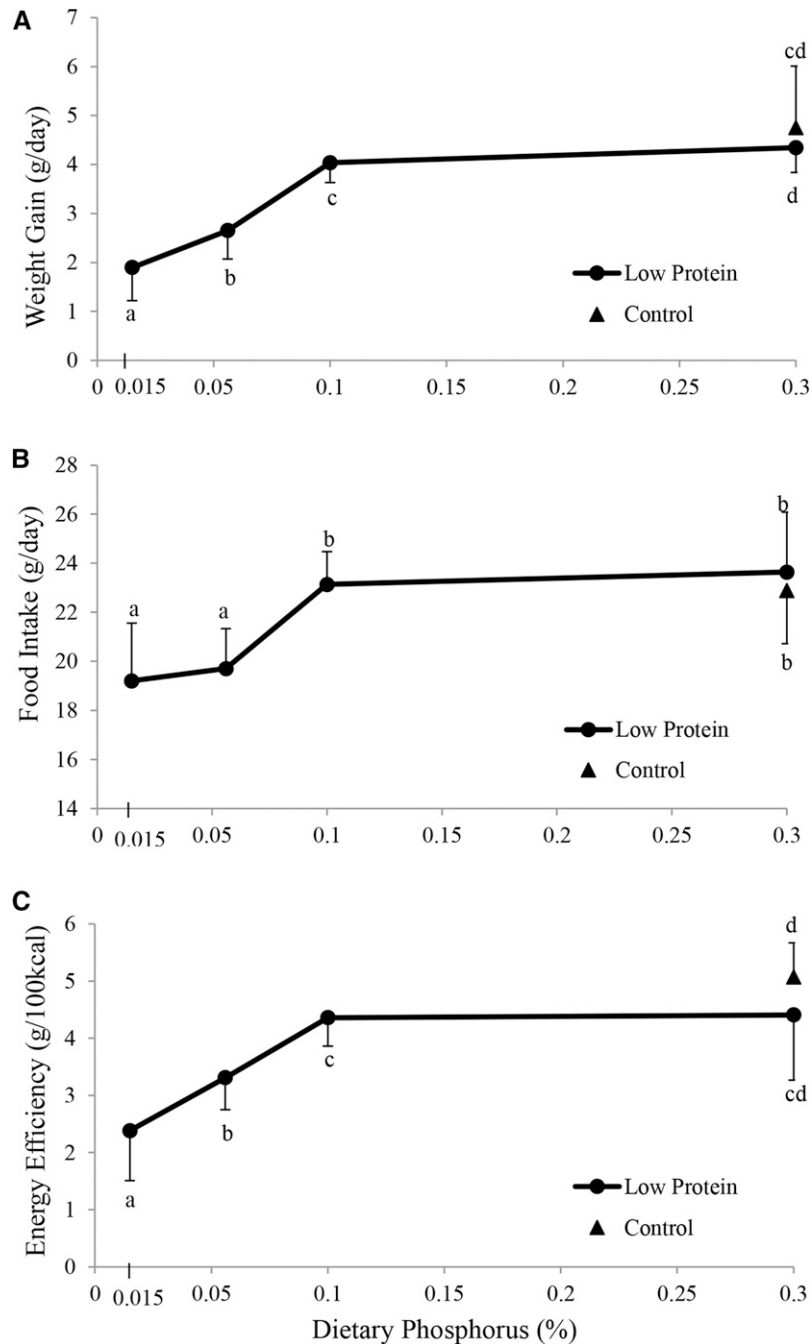 A
Weight Gain (g/day)
7
6
5
4
3
2
1
0
cd
d
c
b
a
Low Protein
Control
0 0.015 0.05 0.1 0.15 0.2 0.25 0.3
B
Food Intake (g/day)
28
26
24
22
20
18
16
14
a
a
b
b
b
Low Protein
Control
0 0.015 0.05 0.1 0.15 0.2 0.25 0.3
C
Energy Efficiency (g/100kcal)
6
5
4
3
2
1
0
d
cd
c
b
a
Low Protein
Control
0 0.015 0.05 0.1 0.15 0.2 0.25 0.3
Dietary Phosphorus (%)